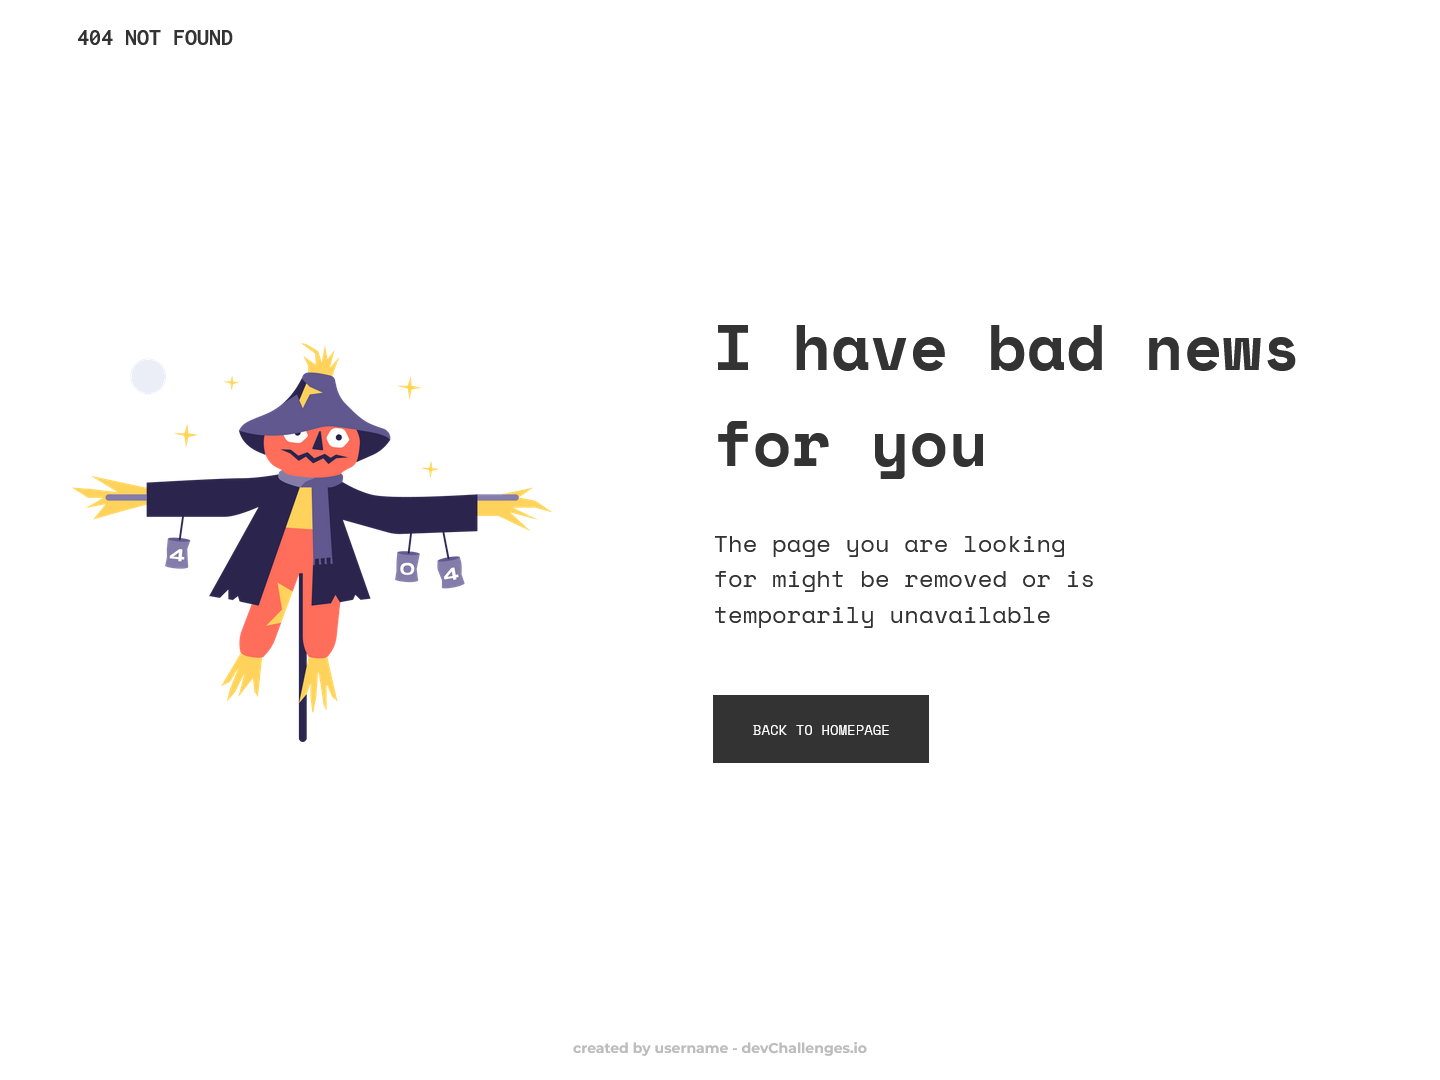 404 NOT FOUND
I have bad news
for you
4
0
4
The page you are looking
for might be removed or is
temporarily unavailable
BACK TO HOMEPAGE
created by username - devChallenges.io